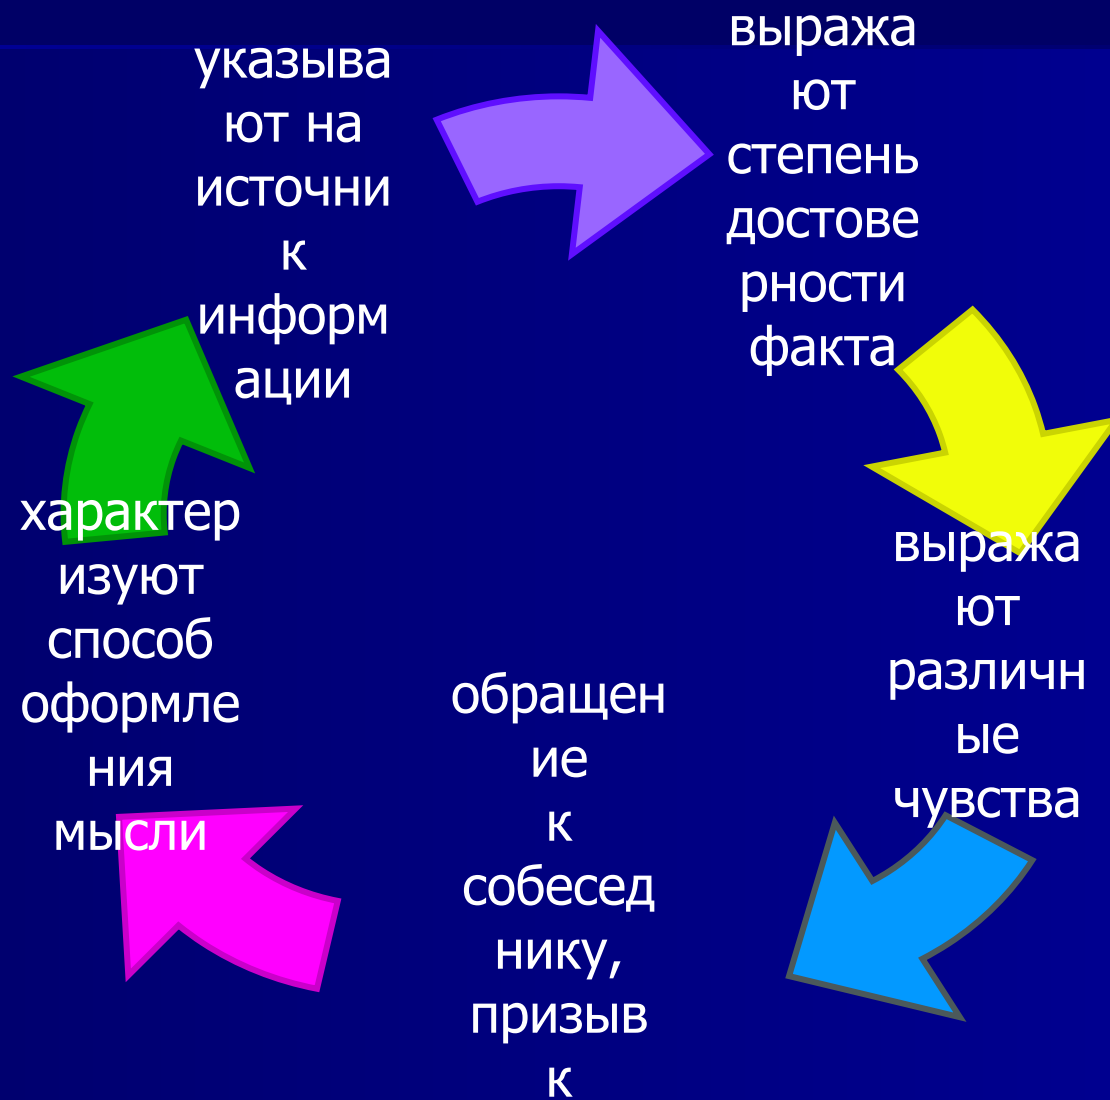 указыва
ют на
источни
к
информ
ации
выража
ют
степень
достове
рности
факта
выража
ют
различн
ые
чувства
обращен
ие
к
собесед
нику,
призыв
к
характер
изуют
способ
оформле
ния
мысли